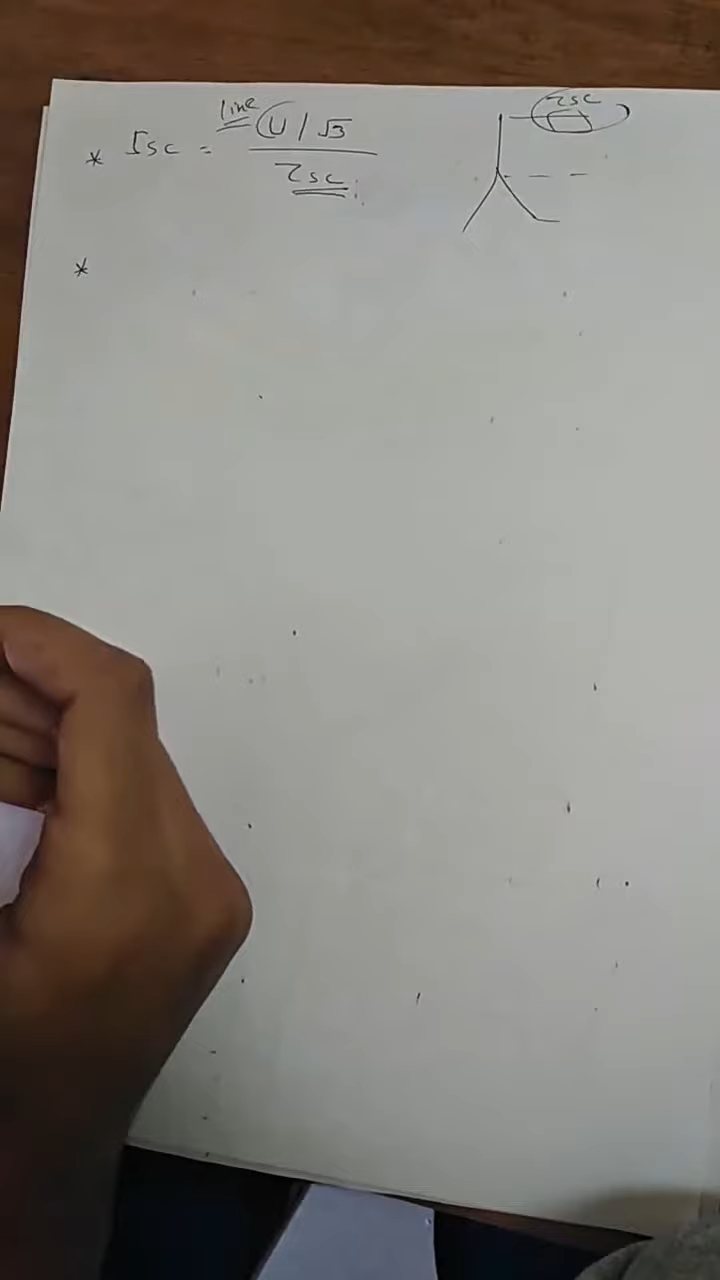 line
* Isc = U / √3
Zsc
Zsc
*